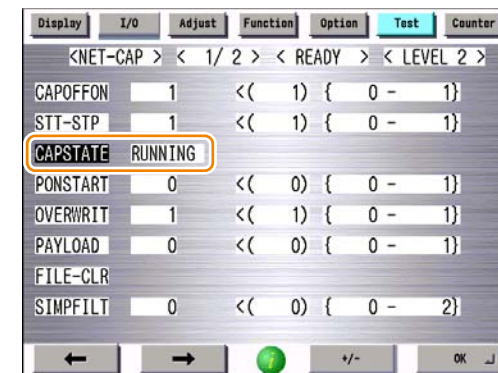 Display I/O Adjust Function Option Test Counter
<NET-CAP > < 1/ 2 > < READY > < LEVEL 2 >
CAPOFFON 1 <( 1) { 0 - 1}
STT-STP 1 <( 1) { 0 - 1}
CAPSTATE RUNNING
PONSTART 0 <( 0) { 0 - 1}
OVERWRIT 1 <( 1) { 0 - 1}
PAYLOAD 0 <( 0) { 0 - 1}
FILE-CLR
SIMPFILT 0 <( 0) { 0 - 2}
← → i +/- OK ┘